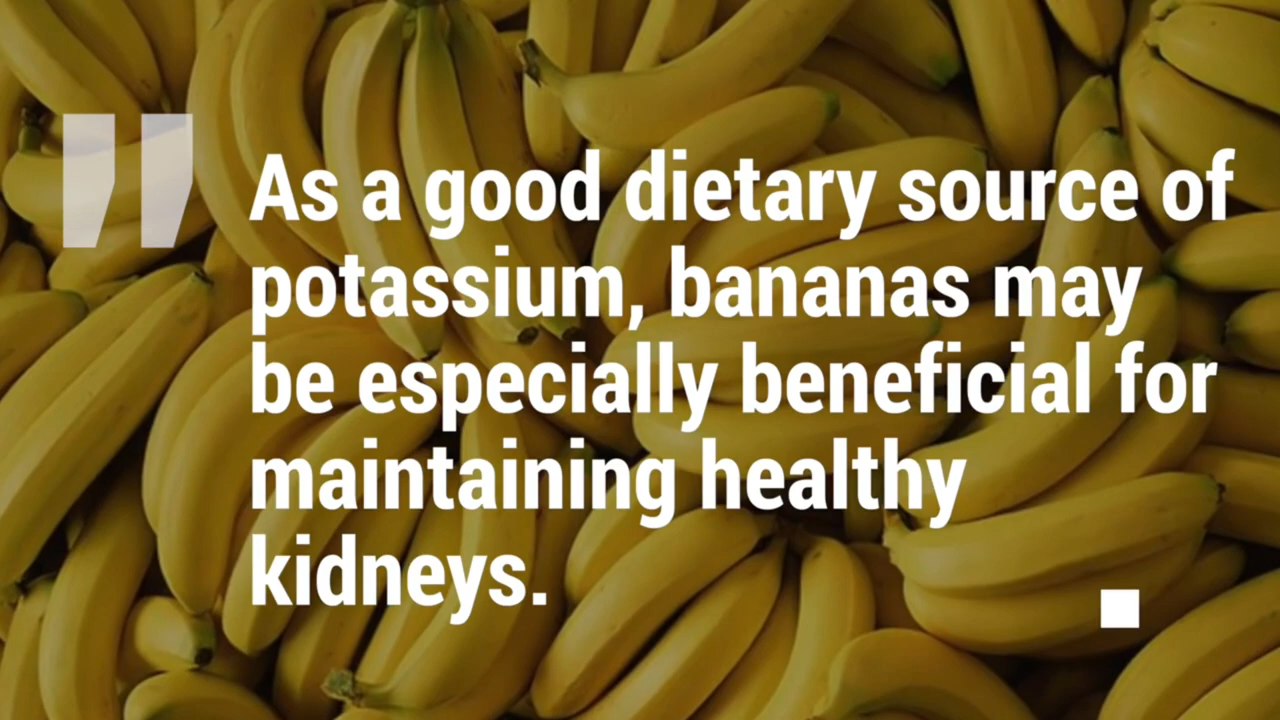 As a good dietary source of
potassium, bananas may
be especially beneficial for
maintaining healthy
kidneys.